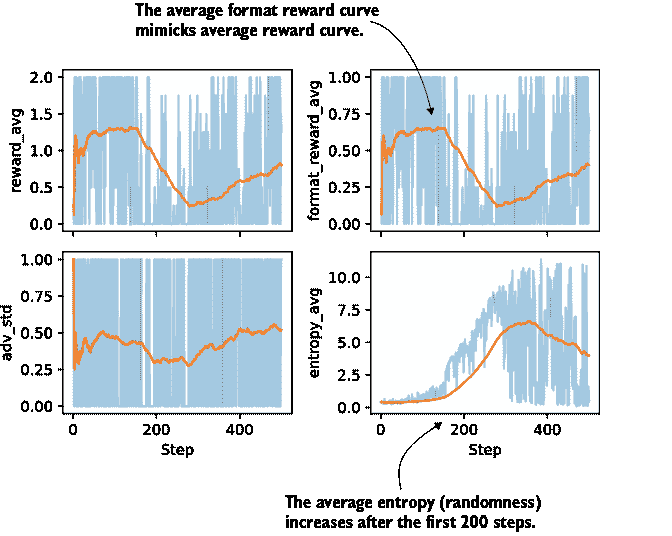 The average format reward curve
mimicks average reward curve.
reward_avg
2.0
1.5
1.0
0.5
0.0
format_reward_avg
1.00
0.75
0.50
0.25
0.00
adv_std
1.00
0.75
0.50
0.25
0.00
0
200
400
Step
entropy_avg
10.0
7.5
5.0
2.5
0.0
0
200
400
Step
The average entropy (randomness)
increases after the first 200 steps.